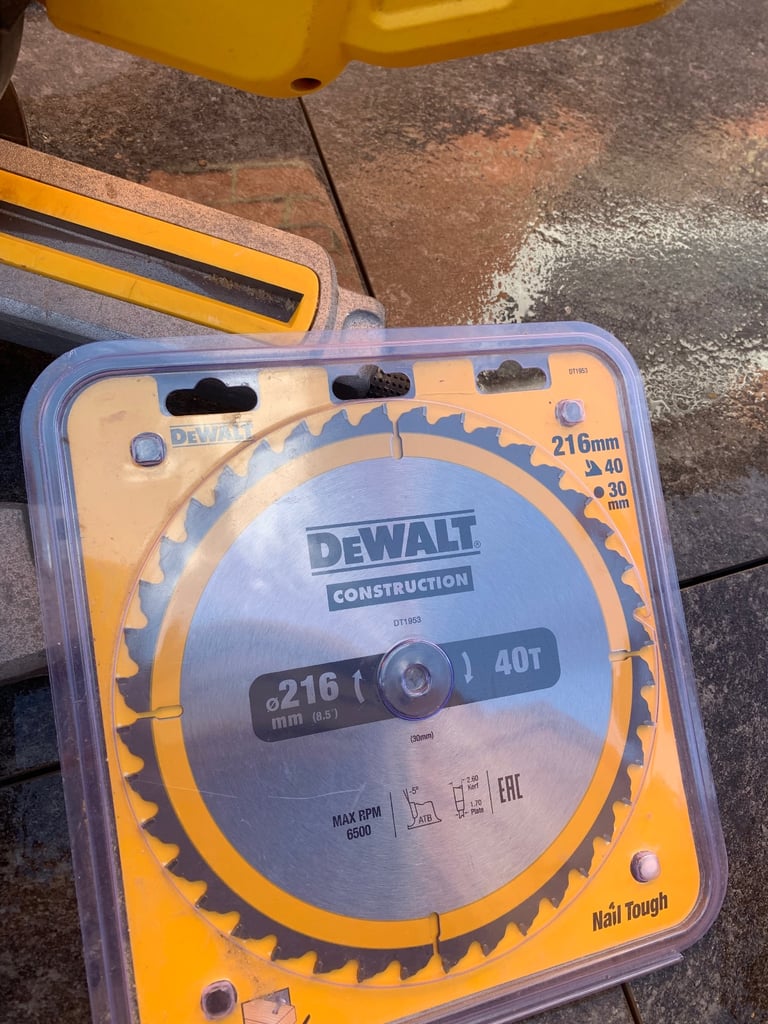 DT1953
DEWALT
216mm
40
30
mm
DEWALT®
CONSTRUCTION
DT1953
ø216
mm (8.5")
40T
(30mm)
MAX RPM
6500
-5°
ATB
2.60
Kerf
1.70
Plate
EAC
Nail Tough